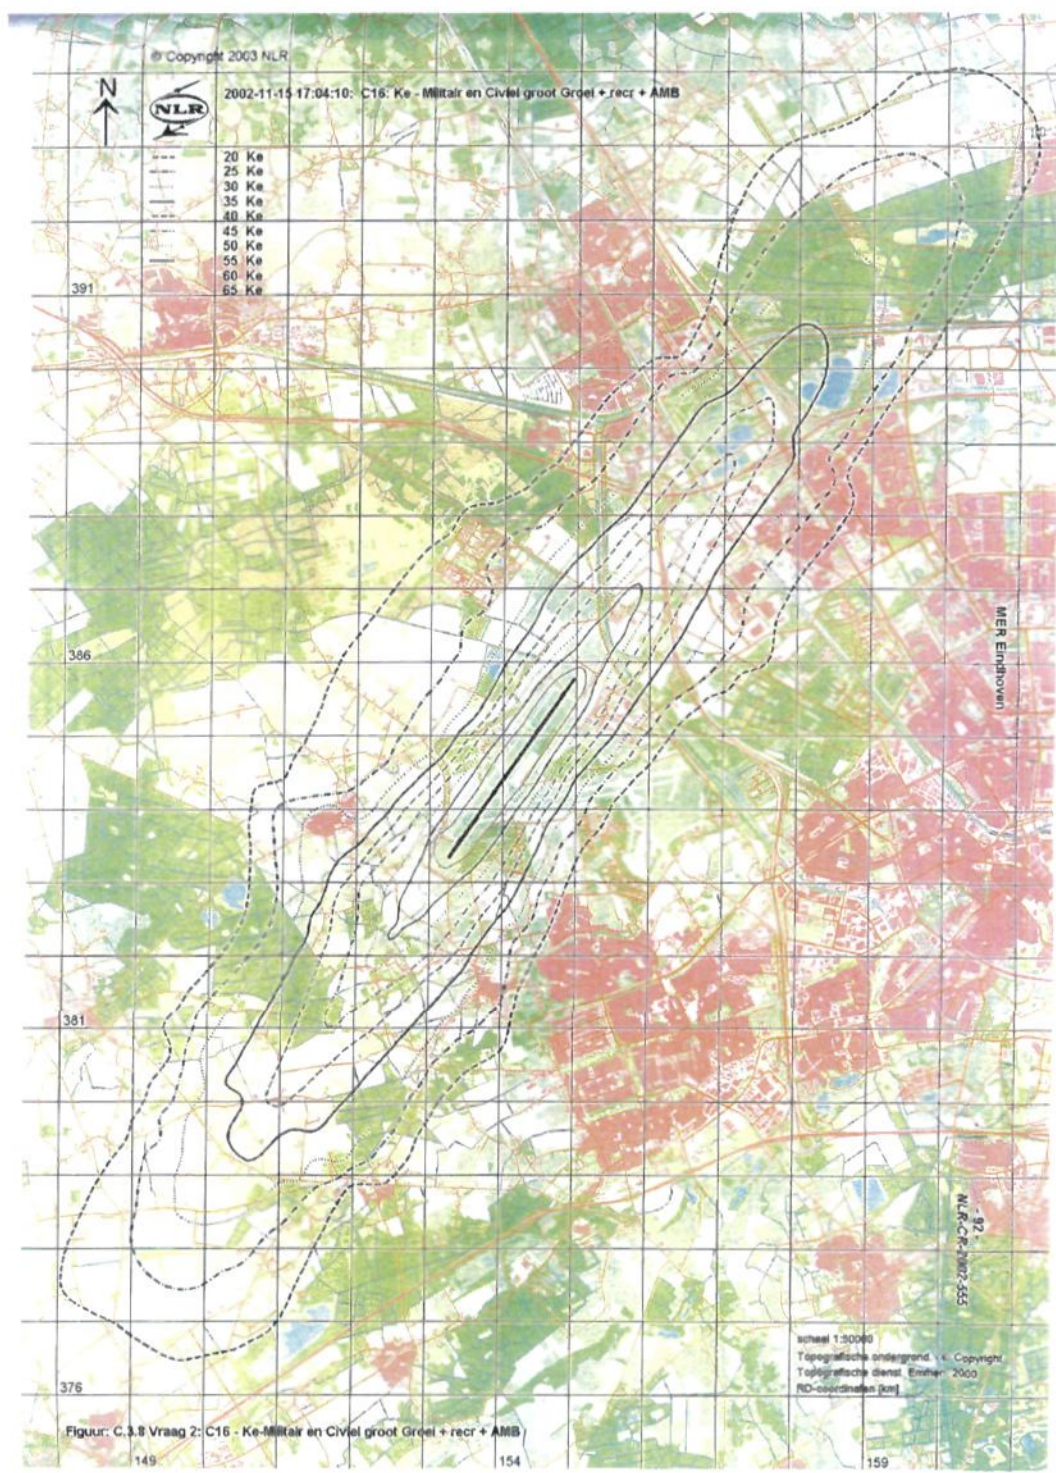 © Copyright 2003 NLR
N
NLR
2002-11-15 17:04:10: C16: Ke - Militair en Civiel groot Groei + recr + AMB
20 Ke
25 Ke
30 Ke
35 Ke
40 Ke
45 Ke
50 Ke
55 Ke
60 Ke
65 Ke
391
386
MER Eindhoven
381
- 92 -
NLR-CR-2002-555
schaal 1:50000
Topografische ondergrond Copyright
Topografische dienst Emmen 2000
RD-coordinaten [km]
376
Figuur: C.3.8 Vraag 2: C16 - Ke-Militair en Civiel groot Groei + recr + AMB
149
154
159